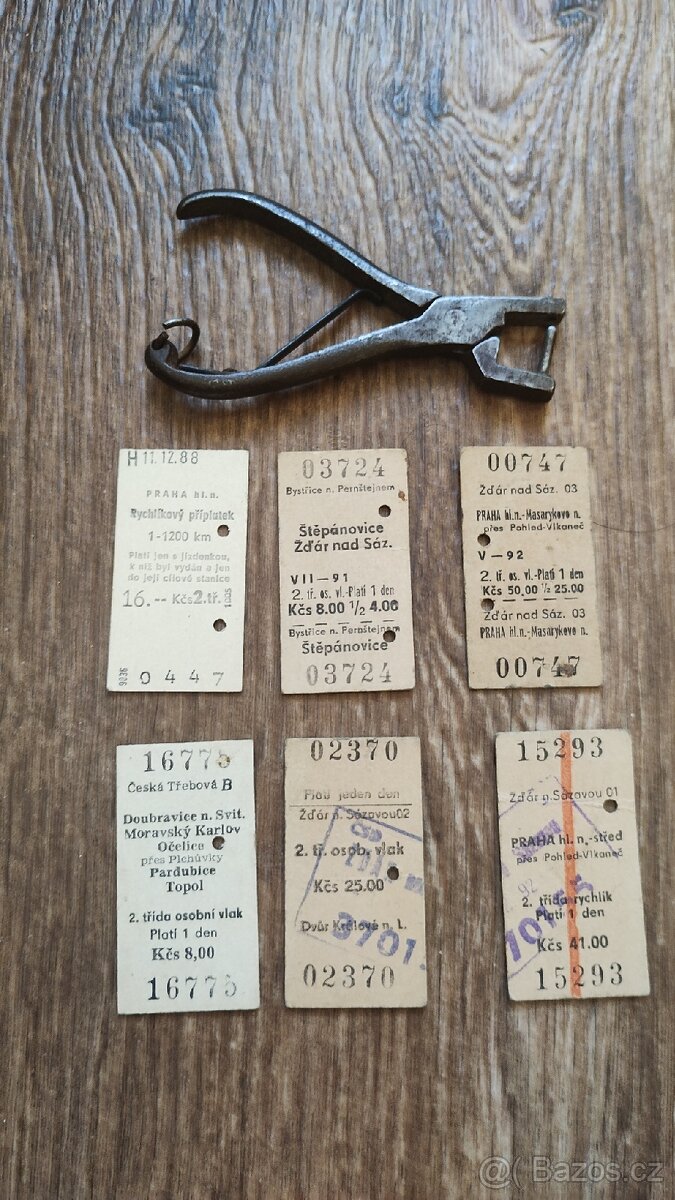 H 11.12.88
PRAHA hl.n.
Rychlíkový příplatek
1-1200 km
Platí jen s jízdenkou,
k níž byl vydán a jen
do její cílové stanice
16.-- Kčs 2.tř.
9236
0447
03724
Bystřice n. Pernštejnem
Štěpánovice
Žďár nad Sáz.
VII—91
2. tř. os. vl.-Platí 1 den
Kčs 8.00 1/2 4.00
Bystřice n. Pernštejnem
Štěpánovice
03724
00747
Žďár nad Sáz. 03
PRAHA hl.n.-Masarykovo n.
přes Pohled-Vlkaneč
V—92
2. tř. os. vl.-Platí 1 den
Kčs 50,00 1/2 25.00
Žďár nad Sáz. 03
PRAHA hl.n.-Masarykovo n.
00747
16775
Česká Třebová B
Doubravice n. Svit.
Moravský Karlov
Očelice
přes Plchůvky
Pardubice
Topol
2. třída osobní vlak
Platí 1 den
Kčs 8,00
16775
02370
Platí jeden den
Žďár n. Sázavou 02
2. tř. osob. vlak
Kčs 25.00
Dvůr Králové n. L.
3701
02370
15293
Žďár n. Sázavou 01
PRAHA hl. n.-střed
přes Pohled-Vlkaneč
92
2. třída rychlík
Platí 1 den
70155
Kčs 41.00
15293
@( Bazos.cz